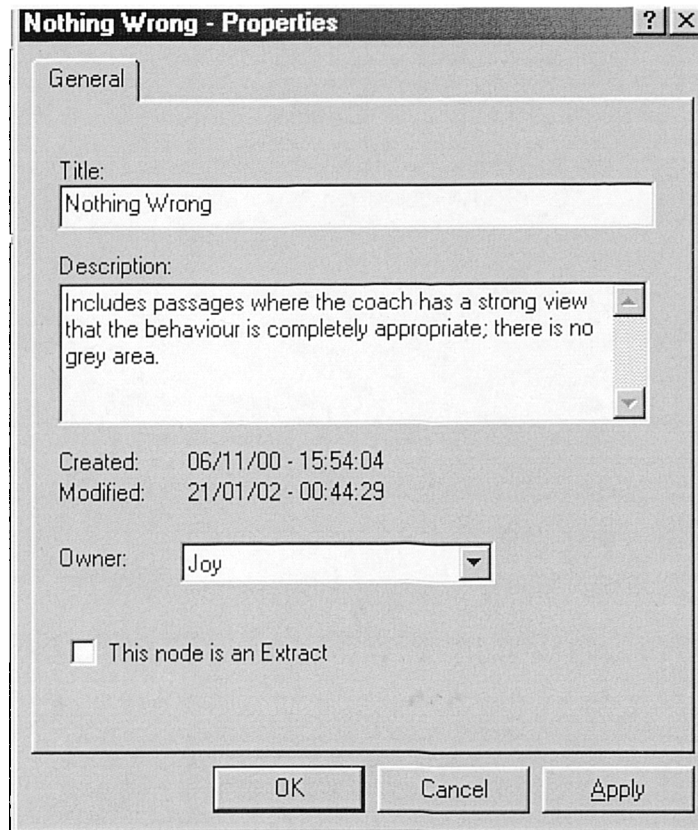 Nothing Wrong - Properties
? X
General
Title:
Nothing Wrong
Description:
Includes passages where the coach has a strong view
that the behaviour is completely appropriate; there is no
grey area.
Created: 06/11/00 - 15:54:04
Modified: 21/01/02 - 00:44:29
Owner: Joy
This node is an Extract
OK Cancel Apply